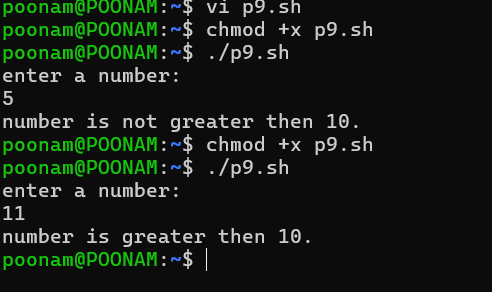 poonam@POONAM:~$ vi p9.sh
poonam@POONAM:~$ chmod +x p9.sh
poonam@POONAM:~$ ./p9.sh
enter a number:
5
number is not greater then 10.
poonam@POONAM:~$ chmod +x p9.sh
poonam@POONAM:~$ ./p9.sh
enter a number:
11
number is greater then 10.
poonam@POONAM:~$